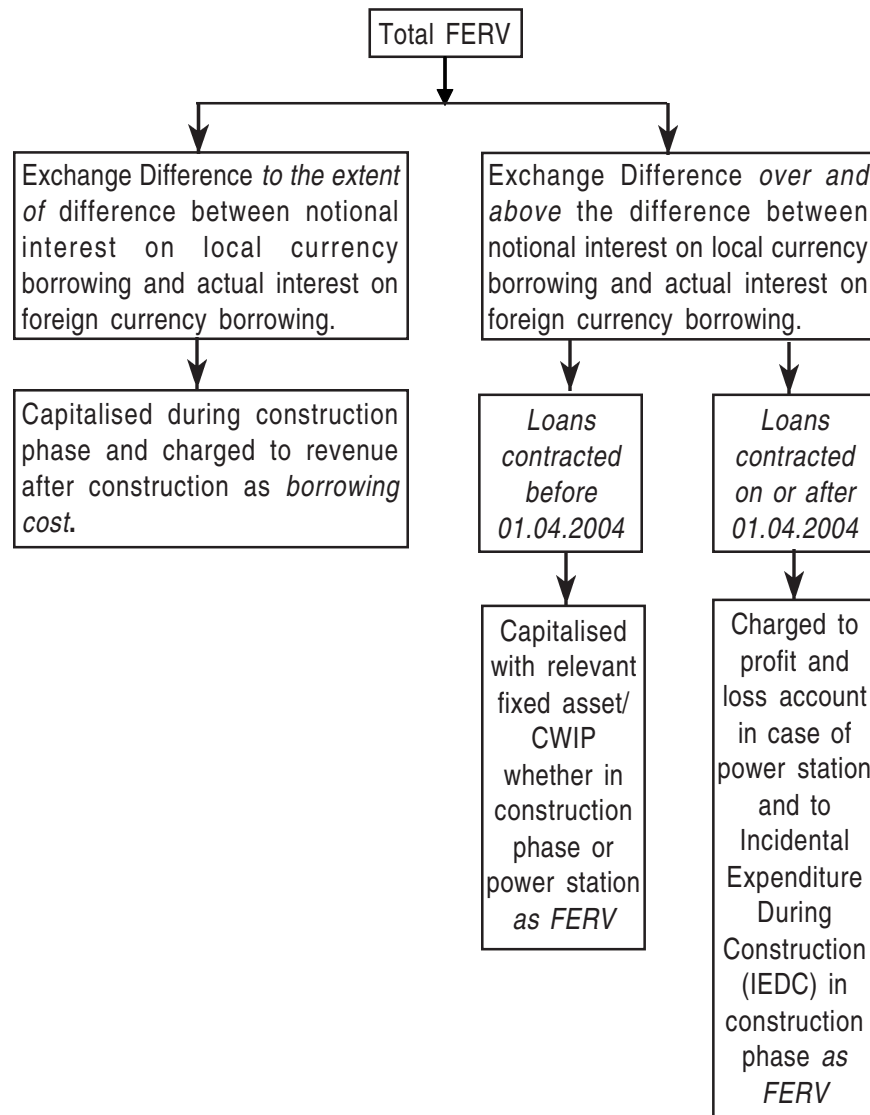 Total FERV
Exchange Difference to the extent
of difference between notional
interest on local currency
borrowing and actual interest on
foreign currency borrowing.
Capitalised during construction
phase and charged to revenue
after construction as borrowing
cost.
Exchange Difference over and
above the difference between
notional interest on local currency
borrowing and actual interest on
foreign currency borrowing.
Loans
contracted
before
01.04.2004
Capitalised
with relevant
fixed asset/
CWIP
whether in
construction
phase or
power station
as FERV
Loans
contracted
on or after
01.04.2004
Charged to
profit and
loss account
in case of
power station
and to
Incidental
Expenditure
During
Construction
(IEDC) in
construction
phase as
FERV